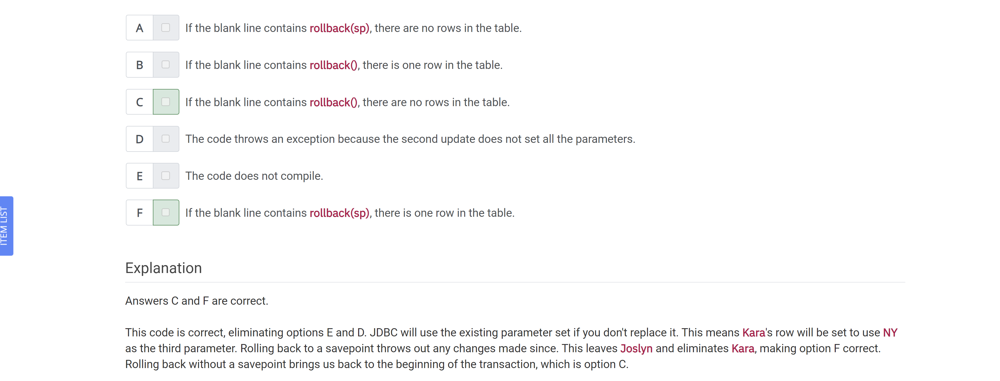 A If the blank line contains rollback(sp), there are no rows in the table.
B If the blank line contains rollback(), there is one row in the table.
C If the blank line contains rollback(), there are no rows in the table.
D The code throws an exception because the second update does not set all the parameters.
E The code does not compile.
F If the blank line contains rollback(sp), there is one row in the table.
ITEM LIST
Explanation
Answers C and F are correct.
This code is correct, eliminating options E and D. JDBC will use the existing parameter set if you don't replace it. This means Kara's row will be set to use NY
as the third parameter. Rolling back to a savepoint throws out any changes made since. This leaves Joslyn and eliminates Kara, making option F correct.
Rolling back without a savepoint brings us back to the beginning of the transaction, which is option C.